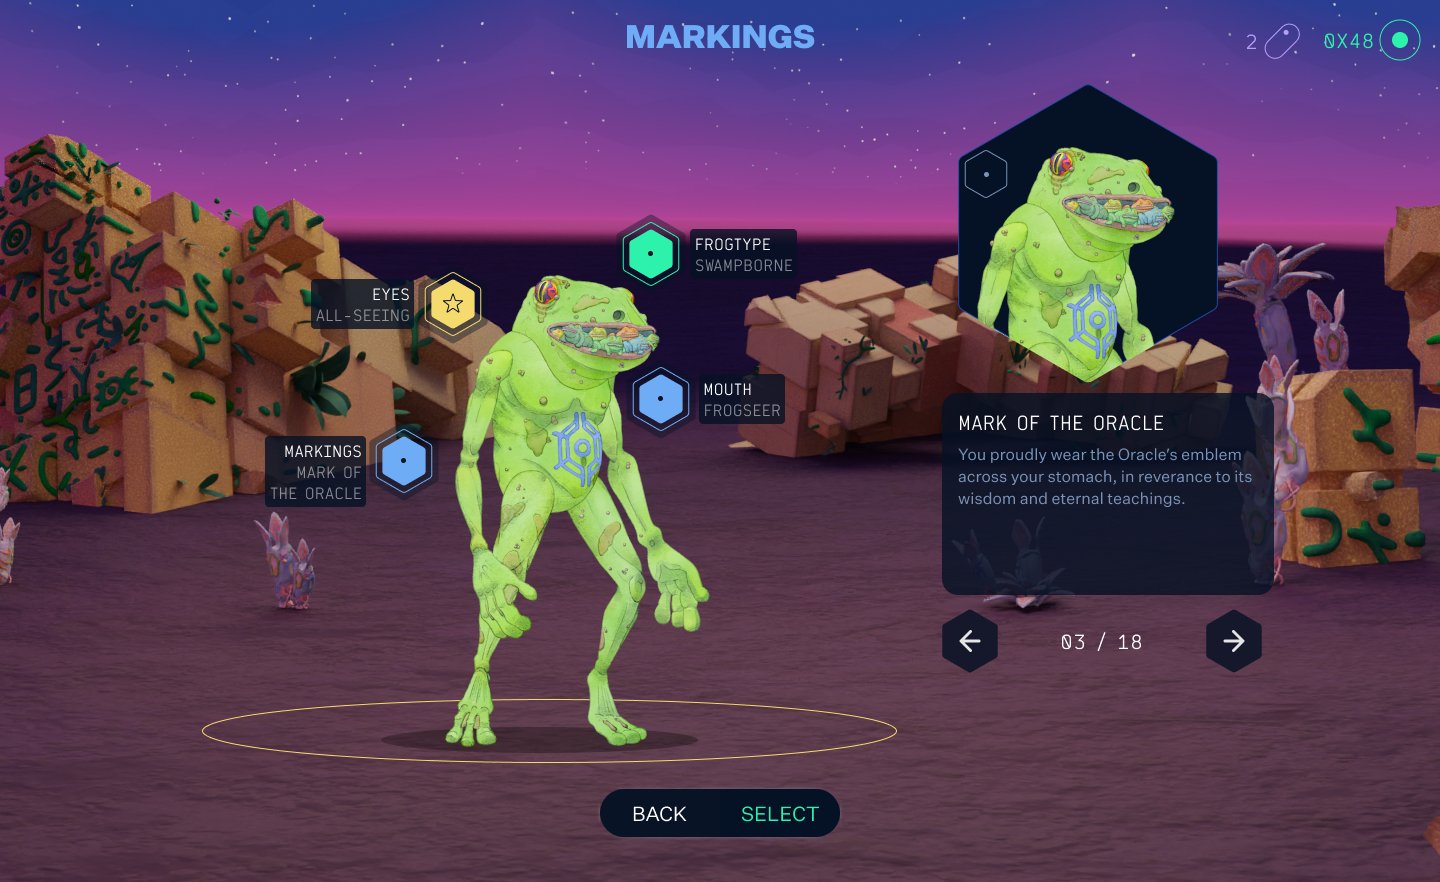 MARKINGS
2
0X48
FROGTYPE
SWAMPBORNE
EYES
ALL-SEEING
MOUTH
FROGSEER
MARKINGS
MARK OF
THE ORACLE
MARK OF THE ORACLE
You proudly wear the Oracle's emblem
across your stomach, in reverance to its
wisdom and eternal teachings.
03 / 18
BACK
SELECT